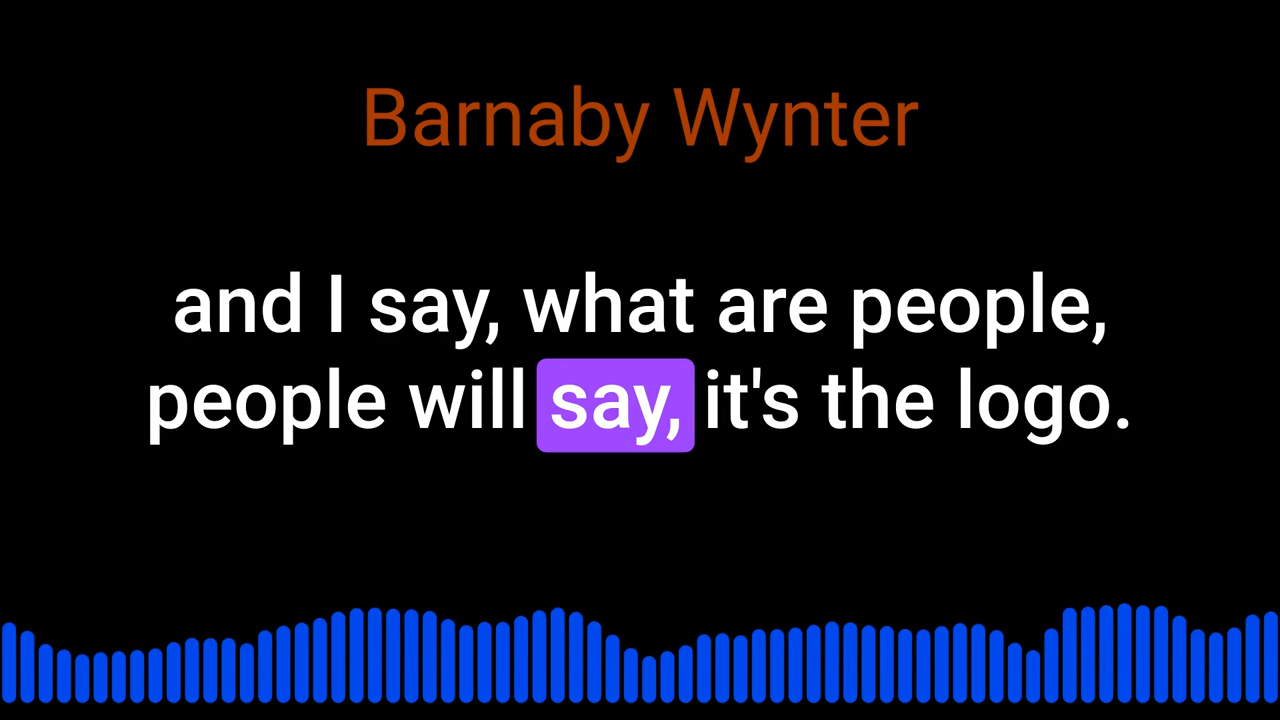 Barnaby Wynter
and I say, what are people,
people will say, it's the logo.